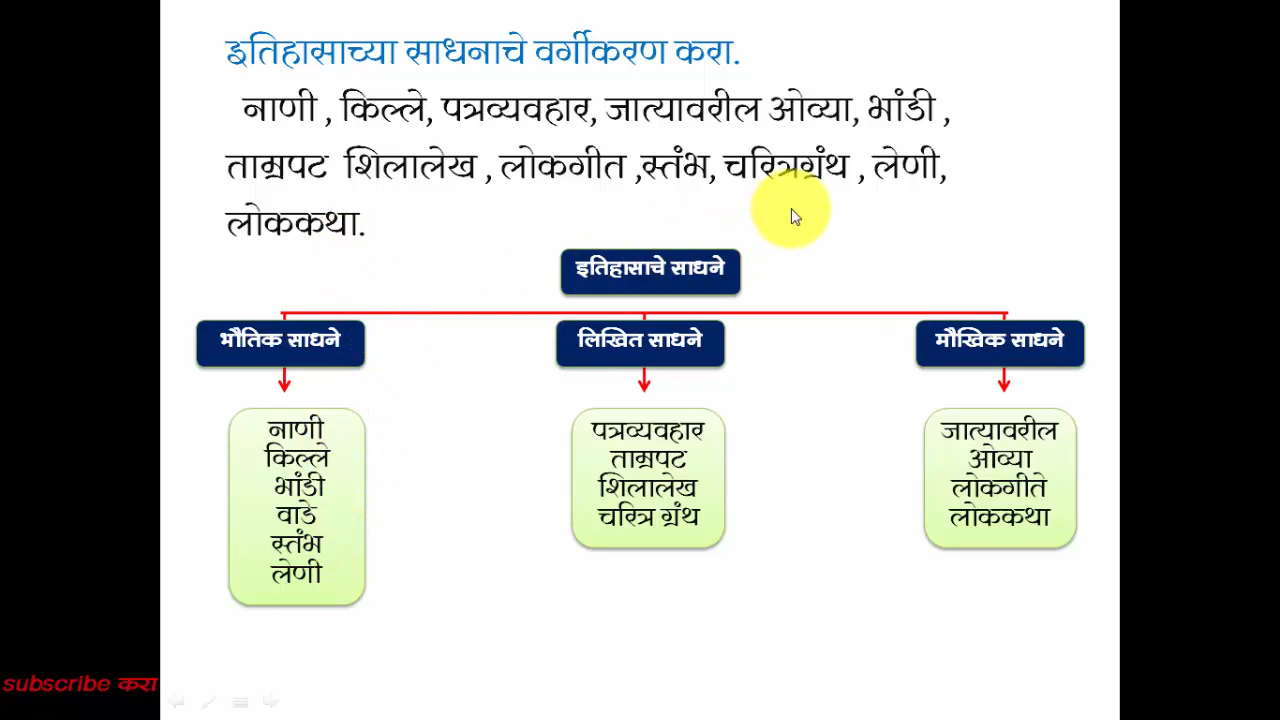 इतिहासाच्या साधनाचे वर्गीकरण करा.
नाणी , किल्ले, पत्रव्यवहार, जात्यावरील ओव्या, भांडी ,
ताम्रपट शिलालेख , लोकगीत ,स्तंभ, चरित्रग्रंथ , लेणी,
लोककथा.
इतिहासाचे साधने
भौतिक साधने
लिखित साधने
मौखिक साधने
नाणी
किल्ले
भांडी
वाडे
स्तंभ
लेणी
पत्रव्यवहार
ताम्रपट
शिलालेख
चरित्र ग्रंथ
जात्यावरील
ओव्या
लोकगीते
लोककथा
subscribe करा